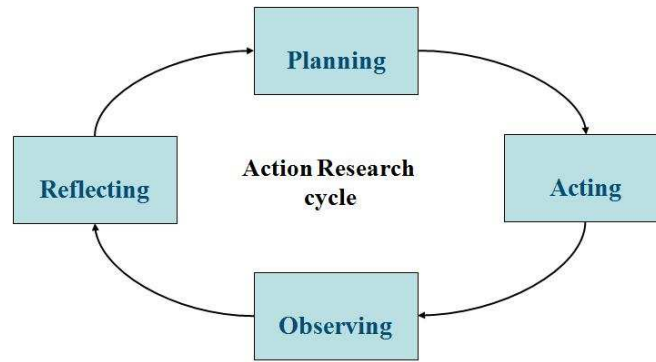 Planning
Reflecting
Action Research
cycle
Acting
Observing